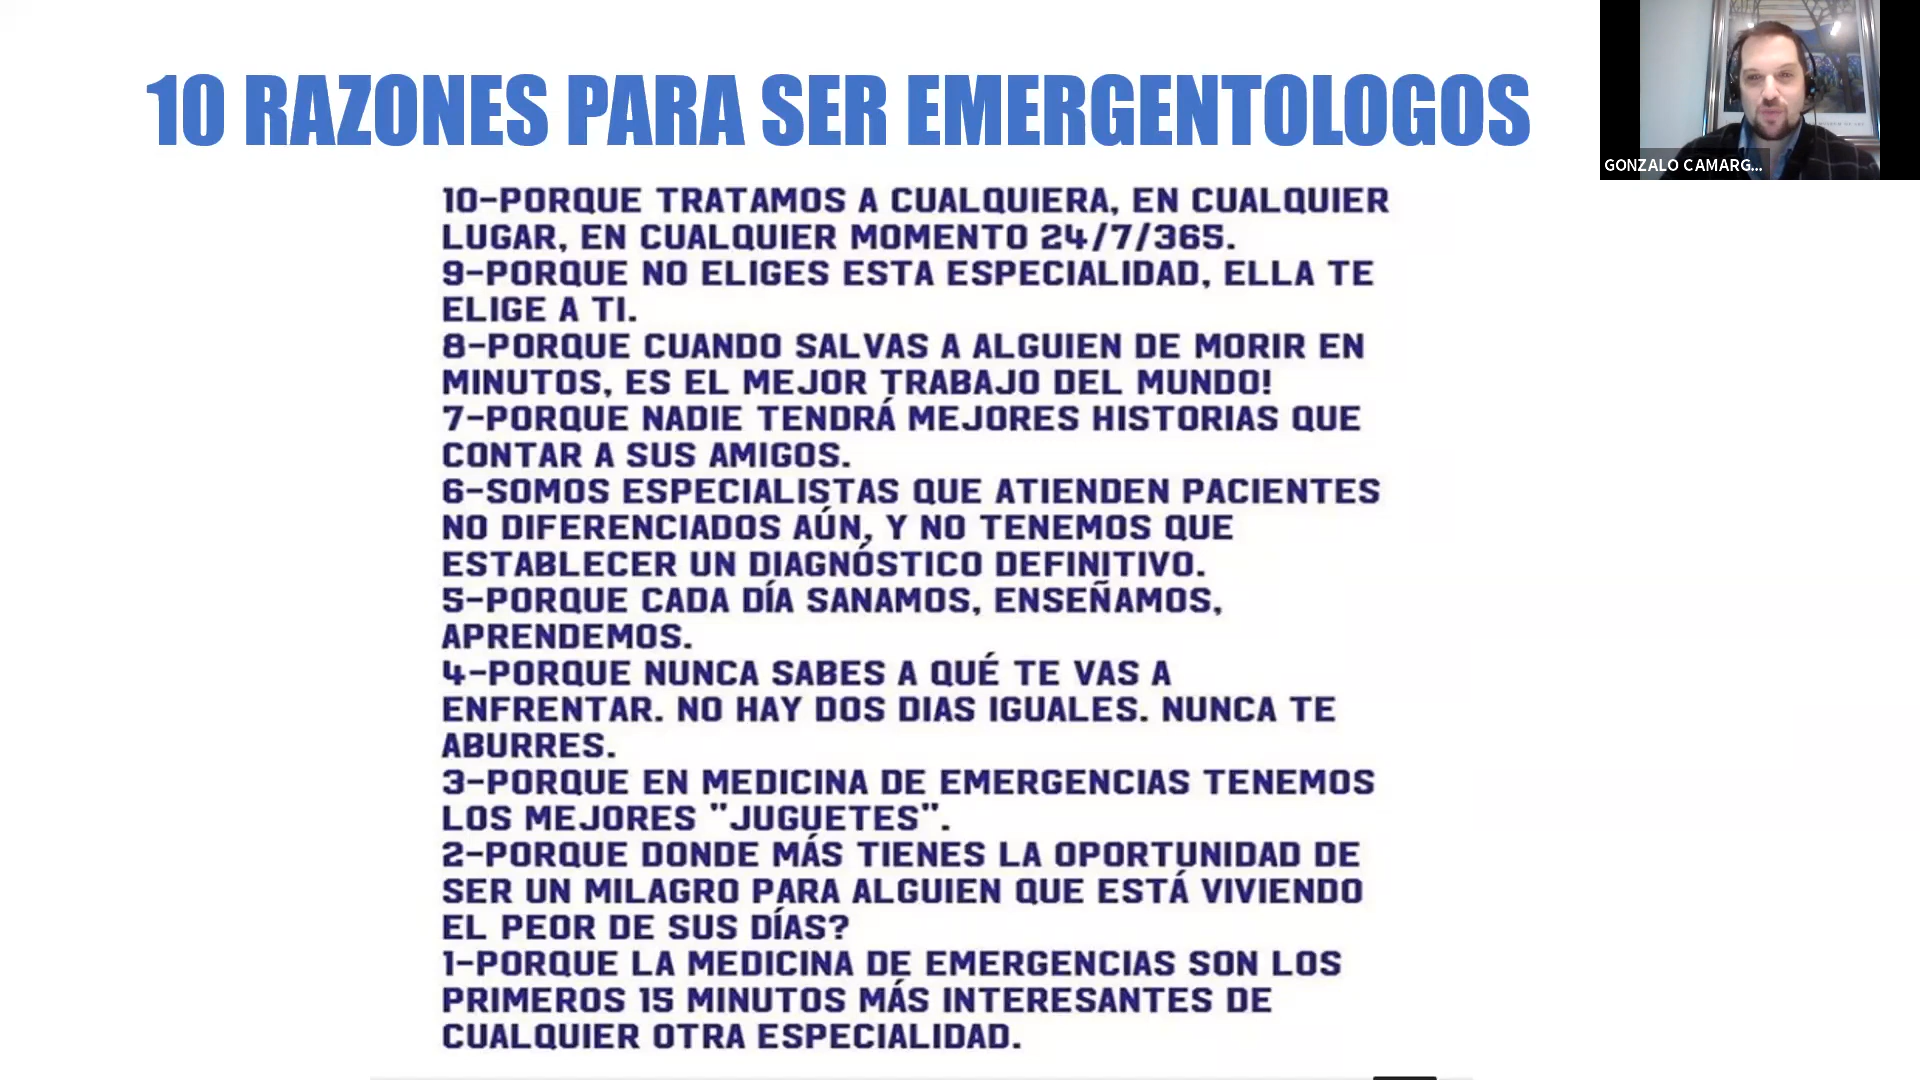 10 RAZONES PARA SER EMERGENTOLOGOS
GONZALO CAMARG...
10-PORQUE TRATAMOS A CUALQUIERA, EN CUALQUIER
LUGAR, EN CUALQUIER MOMENTO 24/7/365.
9-PORQUE NO ELIGES ESTA ESPECIALIDAD, ELLA TE
ELIGE A TI.
8-PORQUE CUANDO SALVAS A ALGUIEN DE MORIR EN
MINUTOS, ES EL MEJOR TRABAJO DEL MUNDO!
7-PORQUE NADIE TENDRÁ MEJORES HISTORIAS QUE
CONTAR A SUS AMIGOS.
6-SOMOS ESPECIALISTAS QUE ATIENDEN PACIENTES
NO DIFERENCIADOS AÚN, Y NO TENEMOS QUE
ESTABLECER UN DIAGNÓSTICO DEFINITIVO.
5-PORQUE CADA DÍA SANAMOS, ENSEÑAMOS,
APRENDEMOS.
4-PORQUE NUNCA SABES A QUÉ TE VAS A
ENFRENTAR. NO HAY DOS DIAS IGUALES. NUNCA TE
ABURRES.
3-PORQUE EN MEDICINA DE EMERGENCIAS TENEMOS
LOS MEJORES "JUGUETES".
2-PORQUE DONDE MÁS TIENES LA OPORTUNIDAD DE
SER UN MILAGRO PARA ALGUIEN QUE ESTÁ VIVIENDO
EL PEOR DE SUS DÍAS?
1-PORQUE LA MEDICINA DE EMERGENCIAS SON LOS
PRIMEROS 15 MINUTOS MÁS INTERESANTES DE
CUALQUIER OTRA ESPECIALIDAD.